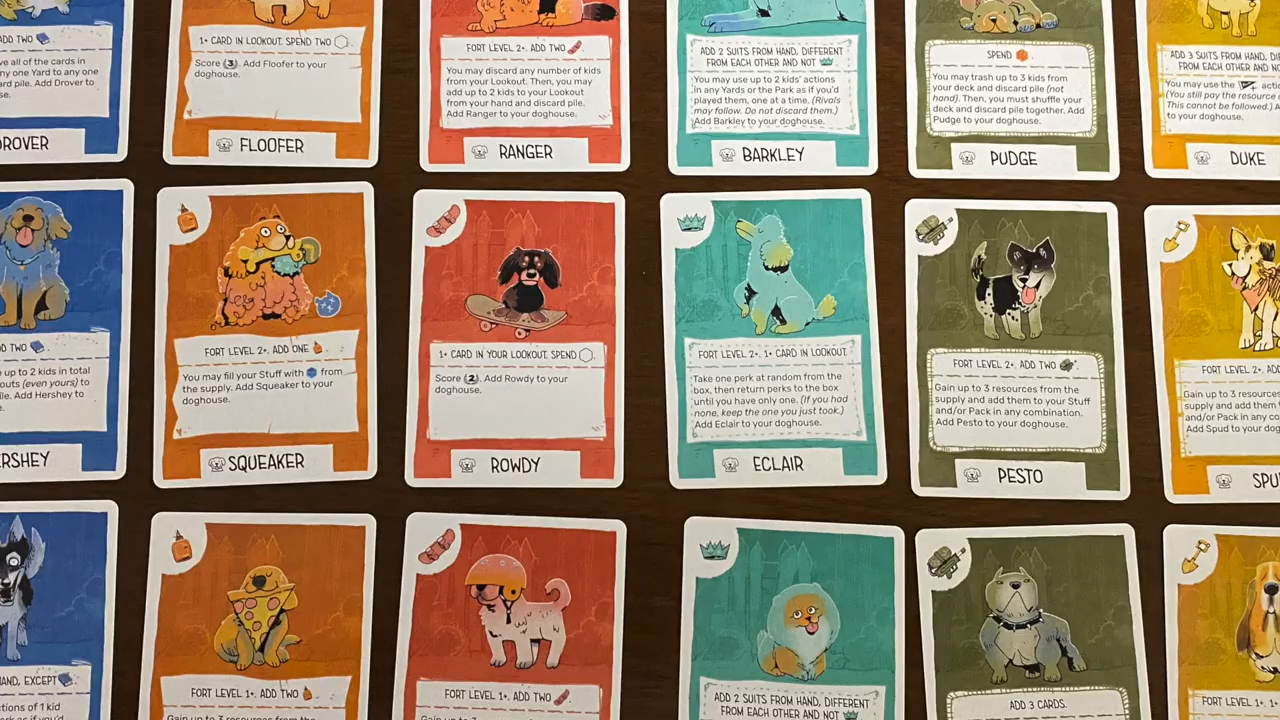 ADD TWO
ve all of the cards in
ny one Yard to any one
ard pile. Add Drover to
se.
DROVER
1+ CARD IN LOOKOUT. SPEND TWO
Score (3). Add Floofer to your
doghouse.
FLOOFER
FORT LEVEL 2+. ADD TWO
You may discard any number of kids
from your Lookout. Then, you may
add up to 2 kids to your Lookout
from your hand and discard pile.
Add Ranger to your doghouse.
RANGER
ADD 2 SUITS FROM HAND, DIFFERENT
FROM EACH OTHER AND NOT
You may use up to 2 kids' actions
in any Yards or the Park as if you'd
played them, one at a time. (Rivals
may follow. Do not discard them.)
Add Barkley to your doghouse.
BARKLEY
SPEND
You may trash up to 3 kids from
your deck and discard pile (not
hand). Then, you must shuffle your
deck and discard pile together. Add
Pudge to your doghouse.
PUDGE
ADD 3 SUITS FROM HAND, DI
FROM EACH OTHER AND NO
You may use the acti
(You still pay the resource
This cannot be followed.) A
to your doghouse.
DUKE
D TWO
e up to 2 kids in total
outs (even yours) to
ile. Add Hershey to
e.
ERSHEY
FORT LEVEL 2+. ADD ONE
You may fill your Stuff with from
the supply. Add Squeaker to your
doghouse.
SQUEAKER
1+ CARD IN YOUR LOOKOUT. SPEND
Score (2). Add Rowdy to your
doghouse.
ROWDY
FORT LEVEL 2+. 1+ CARD IN LOOKOUT.
Take one perk at random from the
box, then return perks to the box
until you have only one. (If you had
none, keep the one you just took.)
Add Eclair to your doghouse.
ECLAIR
FORT LEVEL 2+. ADD TWO
Gain up to 3 resources from the
supply and add them to your Stuff
and/or Pack in any combination.
Add Pesto to your doghouse.
PESTO
FORT LEVEL 2+. ADD
Gain up to 3 resources
supply and add them
and/or Pack in any co
Add Spud to your dog
SPU
HAND, EXCEPT
ctions of 1 kid
FORT LEVEL 1+. ADD TWO
FORT LEVEL 1+. ADD TWO
ADD 2 SUITS FROM HAND, DIFFERENT
FROM EACH OTHER AND NOT
ADD 3 CARDS.
FORT LEVEL 1+. 1